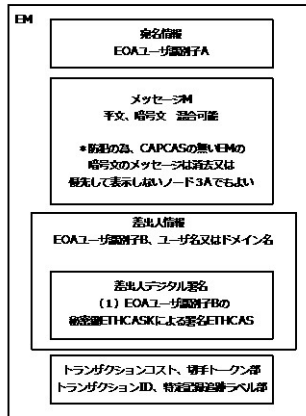 EM
宛名情報
EOAユーザ識別子A
メッセージM
平文、暗号文 混合可能
*防犯の為、CAPCASの無いEMの
暗号文のメッセージは消去又は
優先して表示しないノード3Aでもよい
差出人情報
EOAユーザ識別子B、ユーザ名又はドメイン名
差出人デジタル署名
(1)EOAユーザ識別子Bの
秘密鍵ETHCASKによる署名ETHCAS
トランザクションコスト、切手トークン部
トランザクションID、特定記録追跡ラベル部